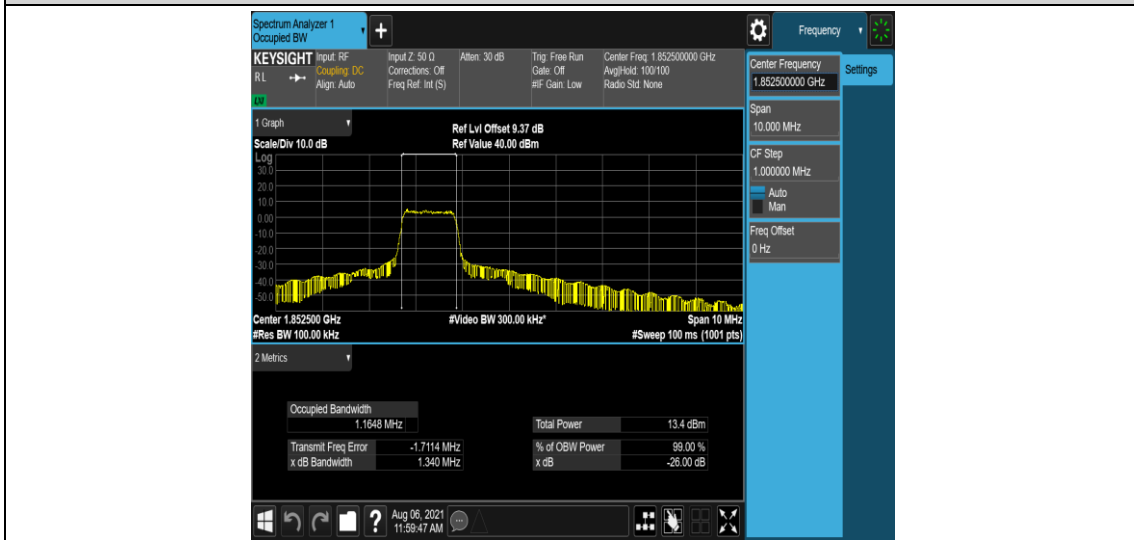 Spectrum Analyzer 1
Occupied BW
Frequency
KEYSIGHT
RL
Input: RF
Coupling: DC
Align: Auto
Input Z: 50 Ω
Corrections: Off
Freq Ref: Int (S)
Atten: 30 dB
Trig: Free Run
Gate: Off
#IF Gain: Low
Center Freq: 1.852500000 GHz
Avg|Hold: 100/100
Radio Std: None
Center Frequency
1.852500000 GHz
Settings
Span
10.000 MHz
CF Step
1.000000 MHz
Auto
Man
Freq Offset
0 Hz
1 Graph
Scale/Div 10.0 dB
Ref Lvl Offset 9.37 dB
Ref Value 40.00 dBm
Log
30.0
20.0
10.0
0.00
-10.0
-20.0
-30.0
-40.0
-50.0
Center 1.852500 GHz
#Video BW 300.00 kHz*
Span 10 MHz
#Res BW 100.00 kHz
#Sweep 100 ms (1001 pts)
2 Metrics
Occupied Bandwidth
1.1648 MHz
Total Power 13.4 dBm
Transmit Freq Error -1.7114 MHz
% of OBW Power 99.00 %
x dB Bandwidth 1.340 MHz
x dB -26.00 dB
?
Aug 06, 2021
11:59:47 AM